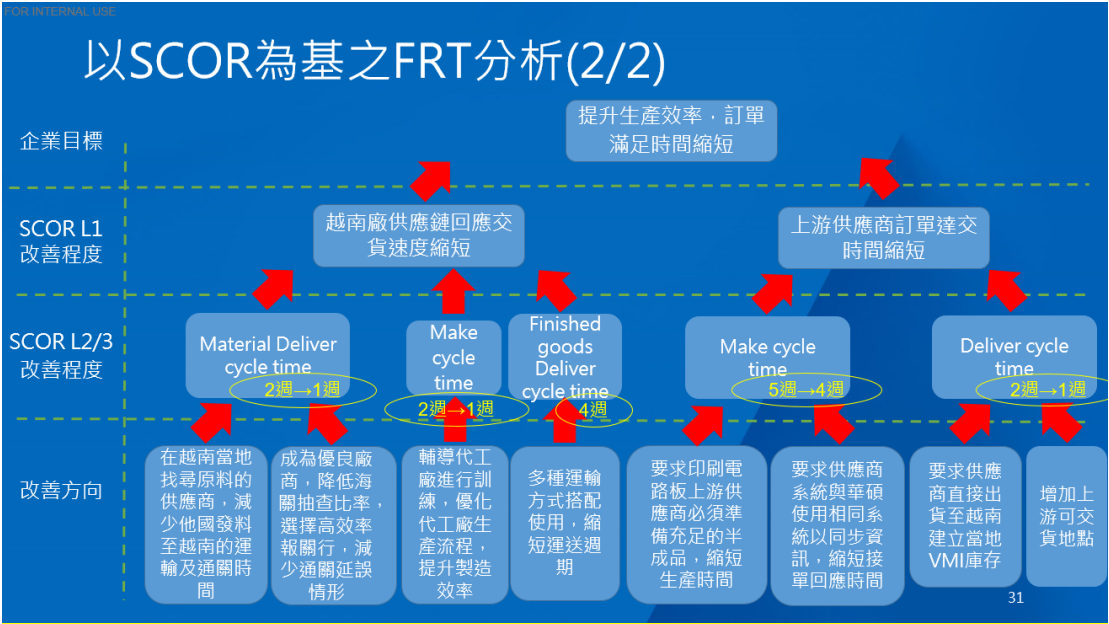 FOR INTERNAL USE
以SCOR為基之FRT分析(2/2)
企業目標
提升生產效率，訂單
滿足時間縮短
SCOR L1
改善程度
越南廠供應鏈回應交
貨速度縮短
上游供應商訂單達交
時間縮短
SCOR L2/3
改善程度
Material Deliver
cycle time
2週→1週
Make
cycle
time
2週→1週
Finished
goods
Deliver
cycle time
4週
Make cycle
time
5週→4週
Deliver cycle
time
2週→1週
改善方向
在越南當地
找尋原料的
供應商，減
少他國發料
至越南的運
輸及通關時
間
成為優良廠
商，降低海
關抽查比率，
選擇高效率
報關行，減
少通關延誤
情形
輔導代工
廠進行訓
練，優化
代工廠生
產流程，
提升製造
效率
多種運輸
方式搭配
使用，縮
短運送週
期
要求印刷電
路板上游供
應商必須準
備充足的半
成品，縮短
生產時間
要求供應商
系統與華碩
使用相同系
統以同步資
訊，縮短接
單回應時間
要求供應
商直接出
貨至越南
建立當地
VMI庫存
增加上
游可交
貨地點
31